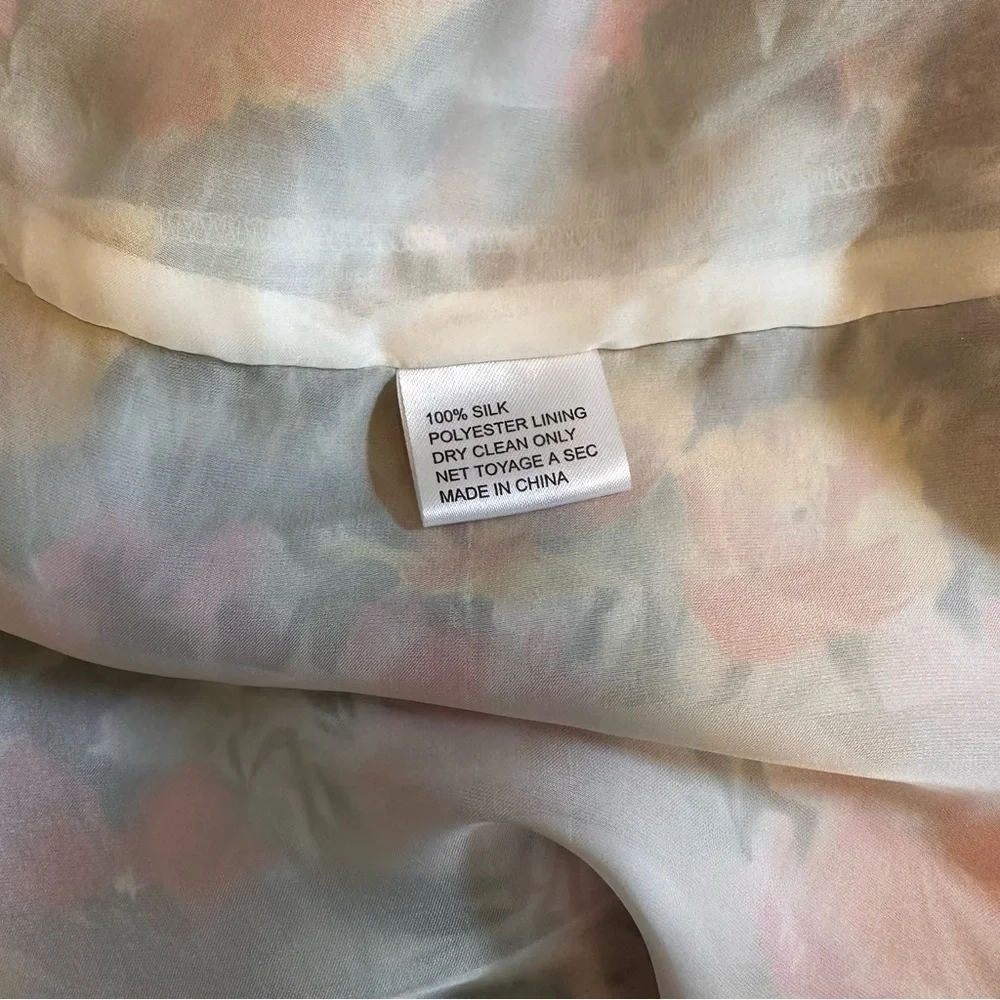 100% SILK
POLYESTER LINING
DRY CLEAN ONLY
NET TOYAGE A SEC
MADE IN CHINA